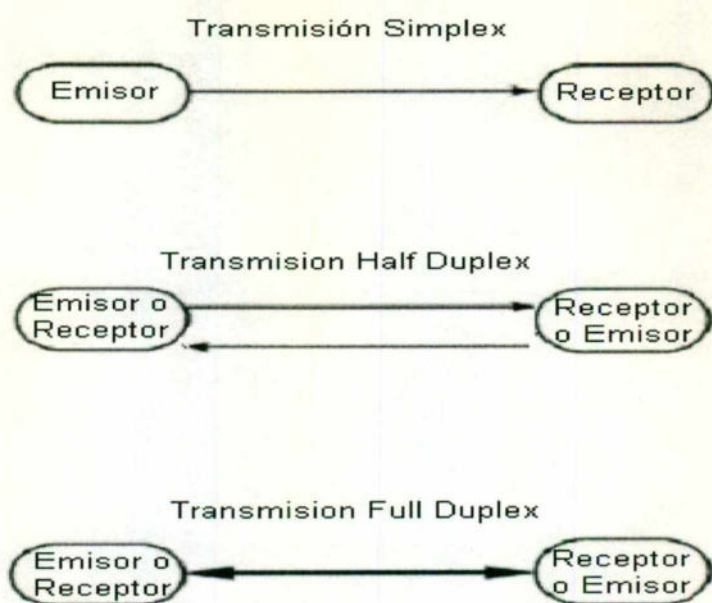 Transmisión Simplex
Emisor
Receptor
Transmision Half Duplex
Emisor o
Receptor
Receptor
o Emisor
Transmision Full Duplex
Emisor o
Receptor
Receptor
o Emisor